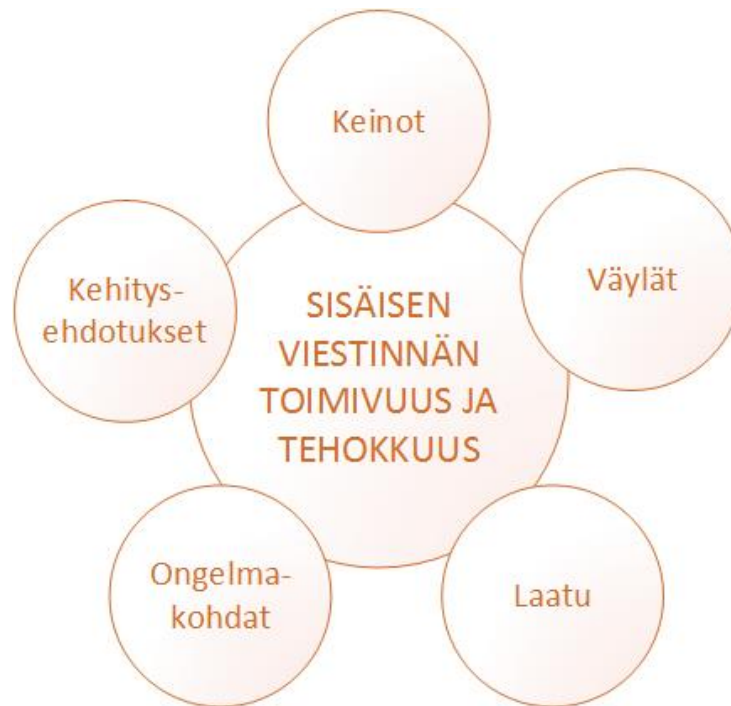 Keinot
Väylät
Kehitys-
ehdotukset
SISÄISEN
VIESTINNÄN
TOIMIVUUS JA
TEHOKKUUS
Ongelma-
kohdat
Laatu